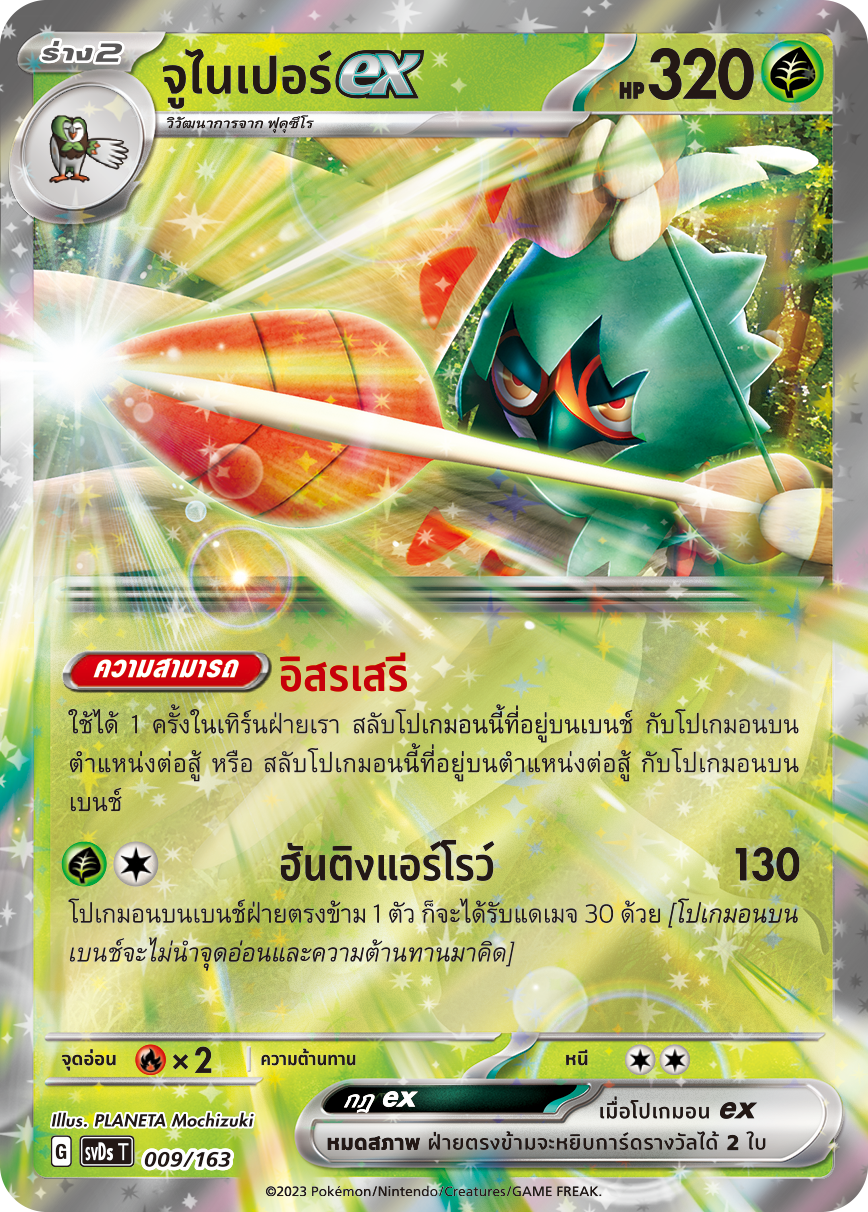 ร่าง2
จูไนเปอร์ex
HP320
วิวัฒนาการจาก ฟุคุซึโร
ความสามารถ อิสรเสรี
ใช้ได้ 1 ครั้งในเทิร์นฝ่ายเรา สลับโปเกมอนนี้ที่อยู่บนเบนช์ กับโปเกมอนบน
ตำแหน่งต่อสู้ หรือ สลับโปเกมอนนี้ที่อยู่บนตำแหน่งต่อสู้ กับโปเกมอนบน
เบนช์
ฮันติงแอร์โรว์ 130
โปเกมอนบนเบนช์ฝ่ายตรงข้าม 1 ตัว ก็จะได้รับแดเมจ 30 ด้วย [โปเกมอนบน
เบนช์จะไม่นำจุดอ่อนและความต้านทานมาคิด]
จุดอ่อน ×2 ความต้านทาน หนี
กฎ ex เมื่อโปเกมอน ex
หมดสภาพ ฝ่ายตรงข้ามจะหยิบการ์ดรางวัลได้ 2 ใบ
Illus. PLANETA Mochizuki
G svDs T 009/163
©2023 Pokémon/Nintendo/Creatures/GAME FREAK.